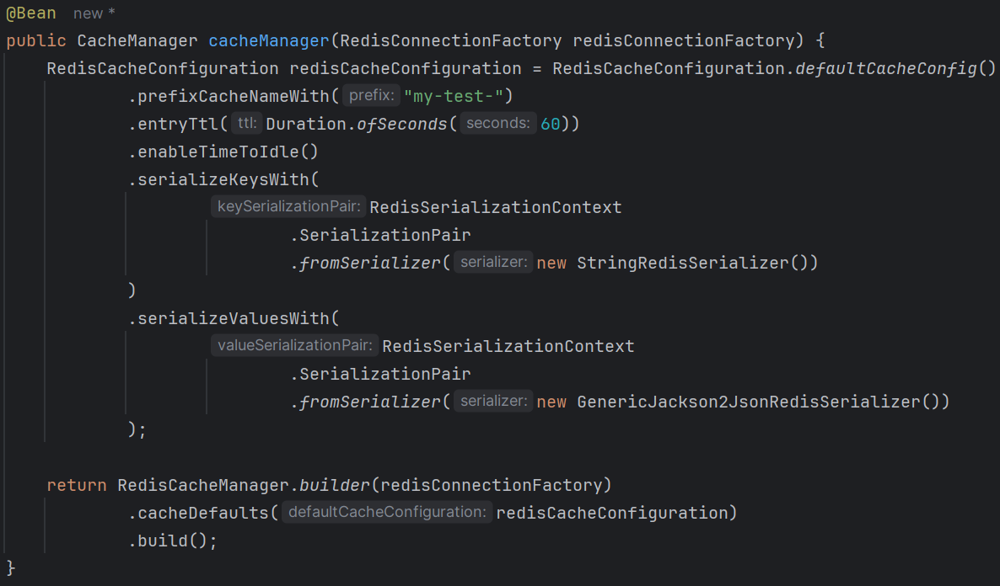 @Bean new *
public CacheManager cacheManager(RedisConnectionFactory redisConnectionFactory) {
    RedisCacheConfiguration redisCacheConfiguration = RedisCacheConfiguration.defaultCacheConfig()
            .prefixCacheNameWith( prefix: "my-test-")
            .entryTtl( ttl: Duration.ofSeconds( seconds: 60))
            .enableTimeToIdle()
            .serializeKeysWith(
                    keySerializationPair: RedisSerializationContext
                            .SerializationPair
                            .fromSerializer( serializer: new StringRedisSerializer())
            )
            .serializeValuesWith(
                    valueSerializationPair: RedisSerializationContext
                            .SerializationPair
                            .fromSerializer( serializer: new GenericJackson2JsonRedisSerializer())
            );
    return RedisCacheManager.builder(redisConnectionFactory)
            .cacheDefaults( defaultCacheConfiguration: redisCacheConfiguration)
            .build();
}